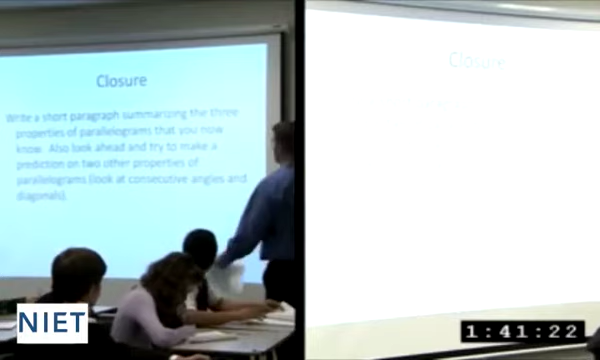 Closure
Write a short paragraph summarizing the three
properties of parallelograms that you now
know. Also look ahead and try to make a
prediction on two other properties of
parallelograms (look at consecutive angles and
diagonals).
Closure
NIET
1:41:22